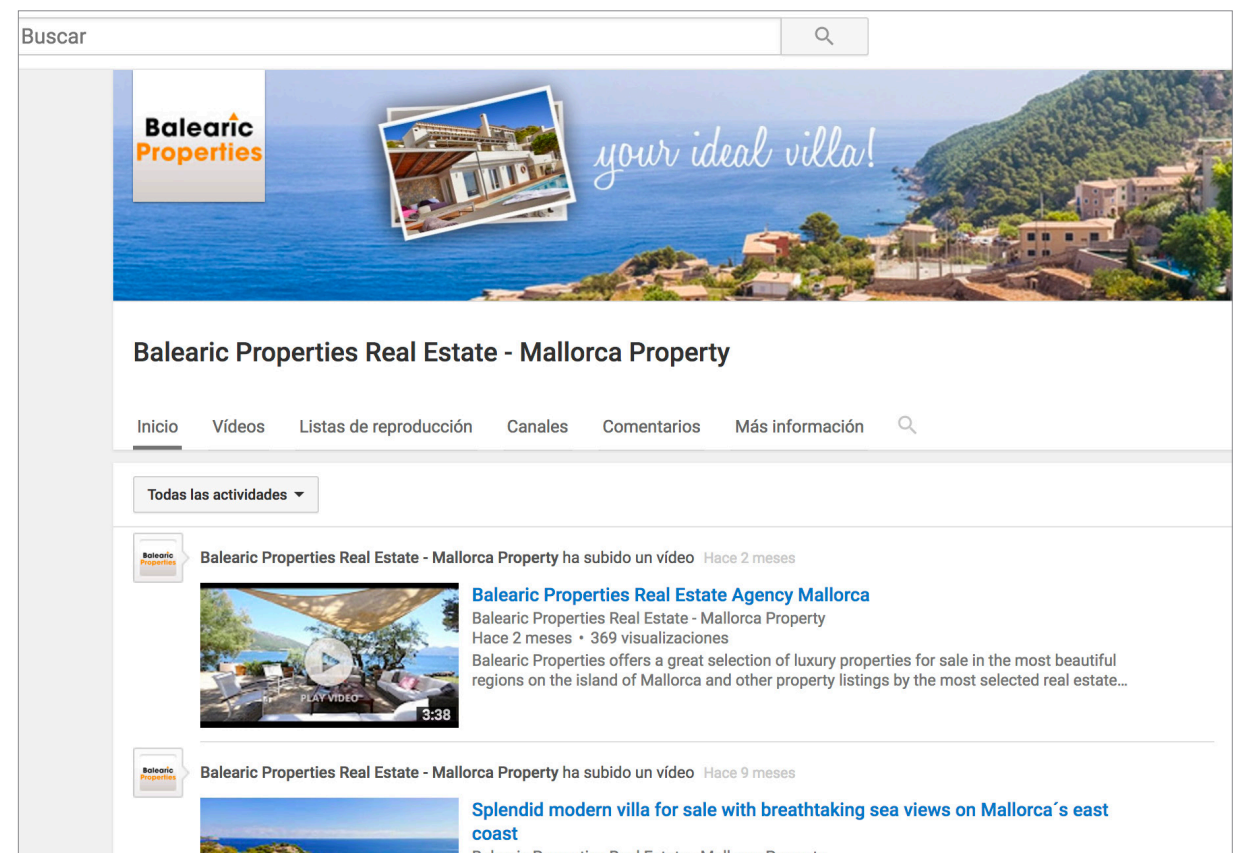 Buscar
Balearic
Properties
your ideal villa!
Balearic Properties Real Estate - Mallorca Property
Inicio Vídeos Listas de reproducción Canales Comentarios Más información
Todas las actividades
Balearic
Properties
Balearic Properties Real Estate - Mallorca Property ha subido un vídeo Hace 2 meses
Balearic Properties Real Estate Agency Mallorca
Balearic Properties Real Estate - Mallorca Property
Hace 2 meses • 369 visualizaciones
Balearic Properties offers a great selection of luxury properties for sale in the most beautiful
regions on the island of Mallorca and other property listings by the most selected real estate...
PLAY VIDEO
3:38
Balearic
Properties
Balearic Properties Real Estate - Mallorca Property ha subido un vídeo Hace 9 meses
Splendid modern villa for sale with breathtaking sea views on Mallorca´s east
coast